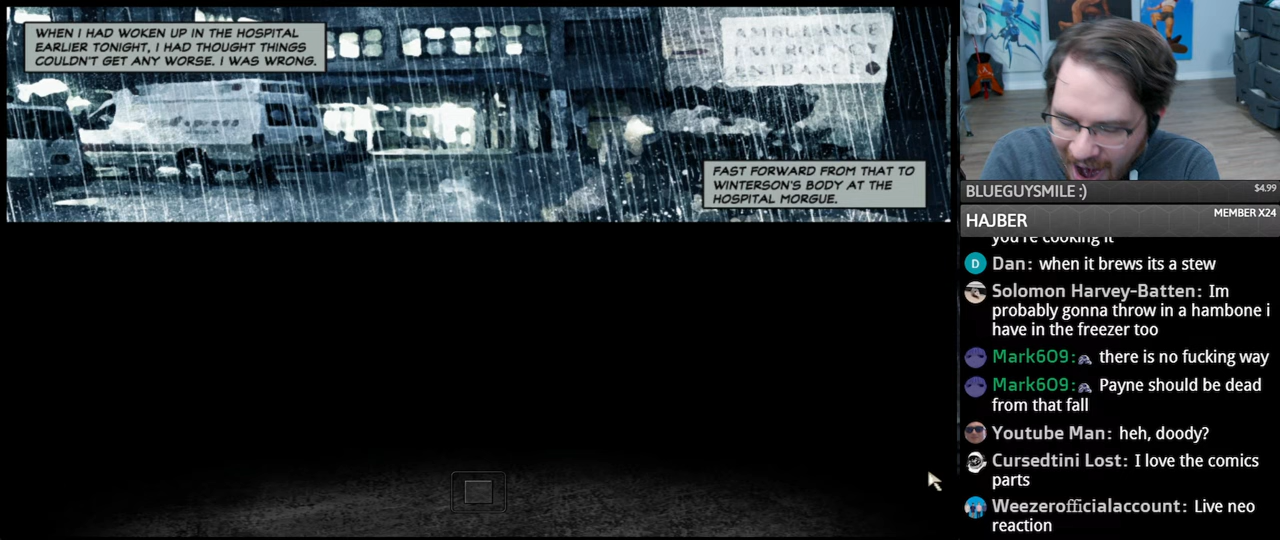 WHEN I HAD WOKEN UP IN THE HOSPITAL
EARLIER TONIGHT, I HAD THOUGHT THINGS
COULDN'T GET ANY WORSE. I WAS WRONG.
AMBULANCE
EMERGENCY
ENTRANCE
FAST FORWARD FROM THAT TO
WINTERSON'S BODY AT THE
HOSPITAL MORGUE.
BLUEGUYSMILE :) $4.99
HAJBER MEMBER X24
you're cooking it
D Dan: when it brews its a stew
Solomon Harvey-Batten: Im
probably gonna throw in a hambone i
have in the freezer too
Mark609: there is no fucking way
Mark609: Payne should be dead
from that fall
Youtube Man: heh, doody?
Cursedtini Lost: I love the comics
parts
Weezerofficialaccount: Live neo
reaction